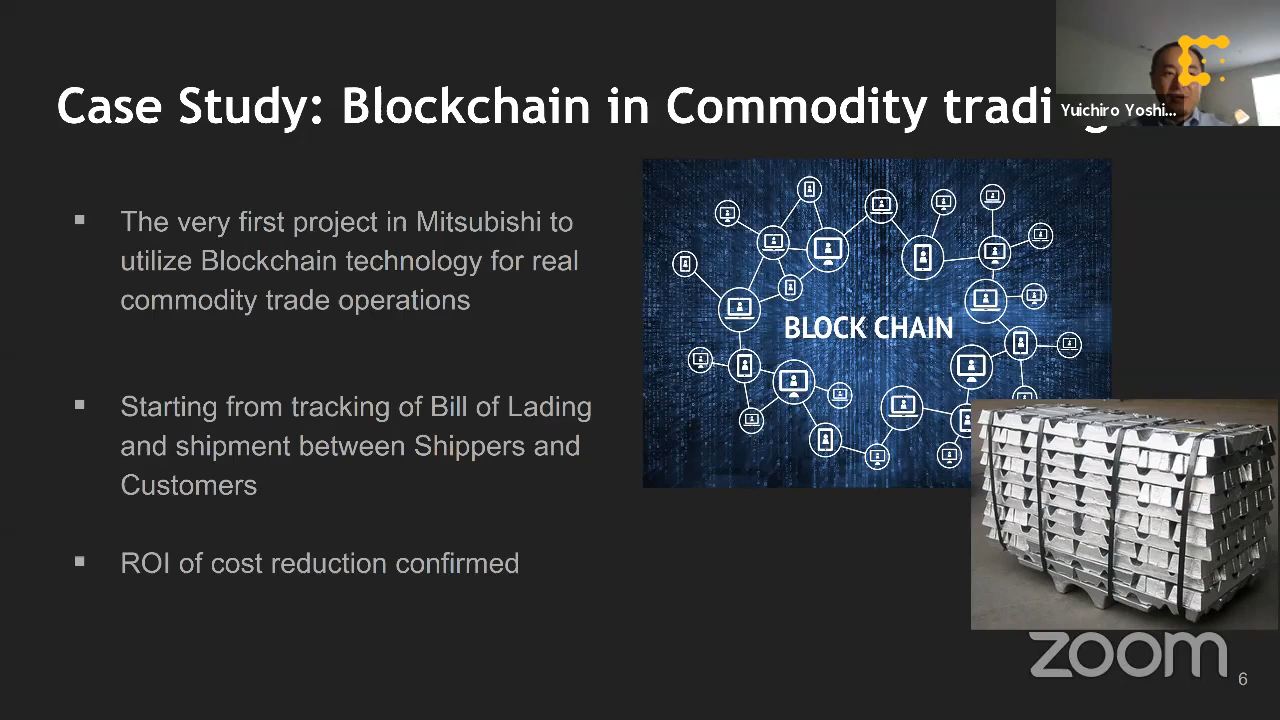 Case Study: Blockchain in Commodity trading
Yuichiro Yoshi...
▪ The very first project in Mitsubishi to
utilize Blockchain technology for real
commodity trade operations
BLOCK CHAIN
▪ Starting from tracking of Bill of Lading
and shipment between Shippers and
Customers
▪ ROI of cost reduction confirmed
zoom
6